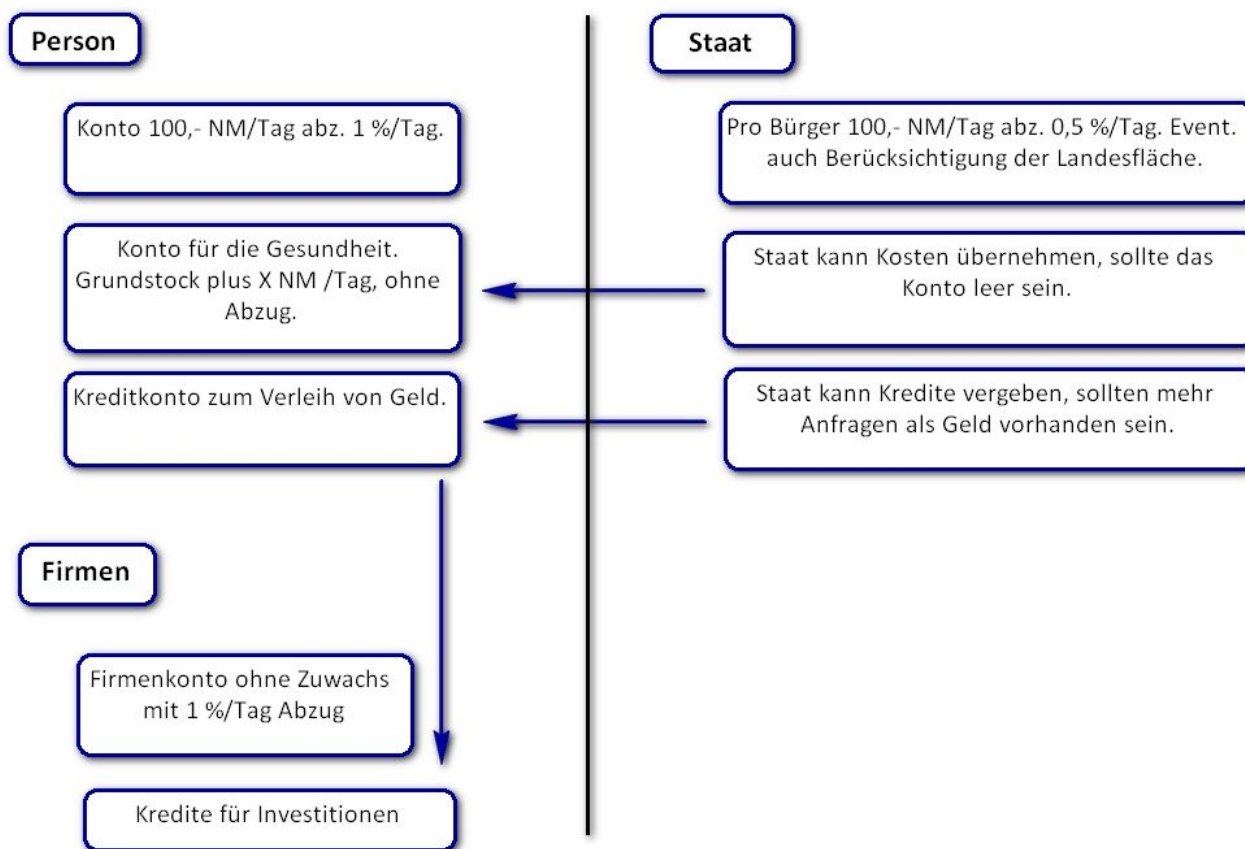 Person
Konto 100,- NM/Tag abz. 1 %/Tag.
Konto für die Gesundheit.
Grundstock plus X NM /Tag, ohne
Abzug.
Kreditkonto zum Verleih von Geld.
Firmen
Firmenkonto ohne Zuwachs
mit 1 %/Tag Abzug
Kredite für Investitionen
Staat
Pro Bürger 100,- NM/Tag abz. 0,5 %/Tag. Event.
auch Berücksichtigung der Landesfläche.
Staat kann Kosten übernehmen, sollte das
Konto leer sein.
Staat kann Kredite vergeben, sollten mehr
Anfragen als Geld vorhanden sein.